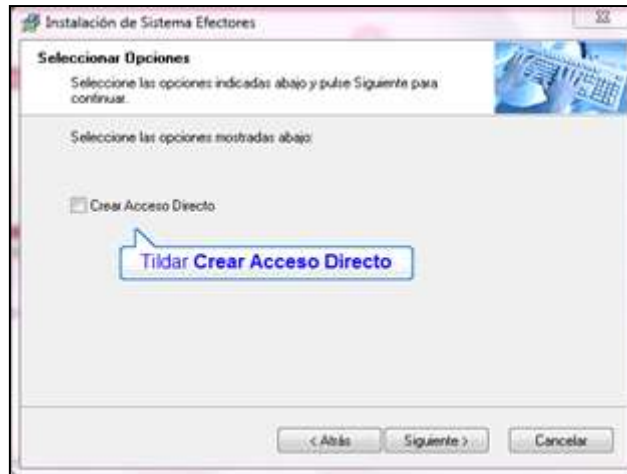 Instalación de Sistema Efectores
Seleccionar Opciones
Seleccione las opciones indicadas abajo y pulse Siguiente para
continuar.
Seleccione las opciones mostradas abajo:
Crear Acceso Directo
Tildar Crear Acceso Directo
< Atrás
Siguiente >
Cancelar